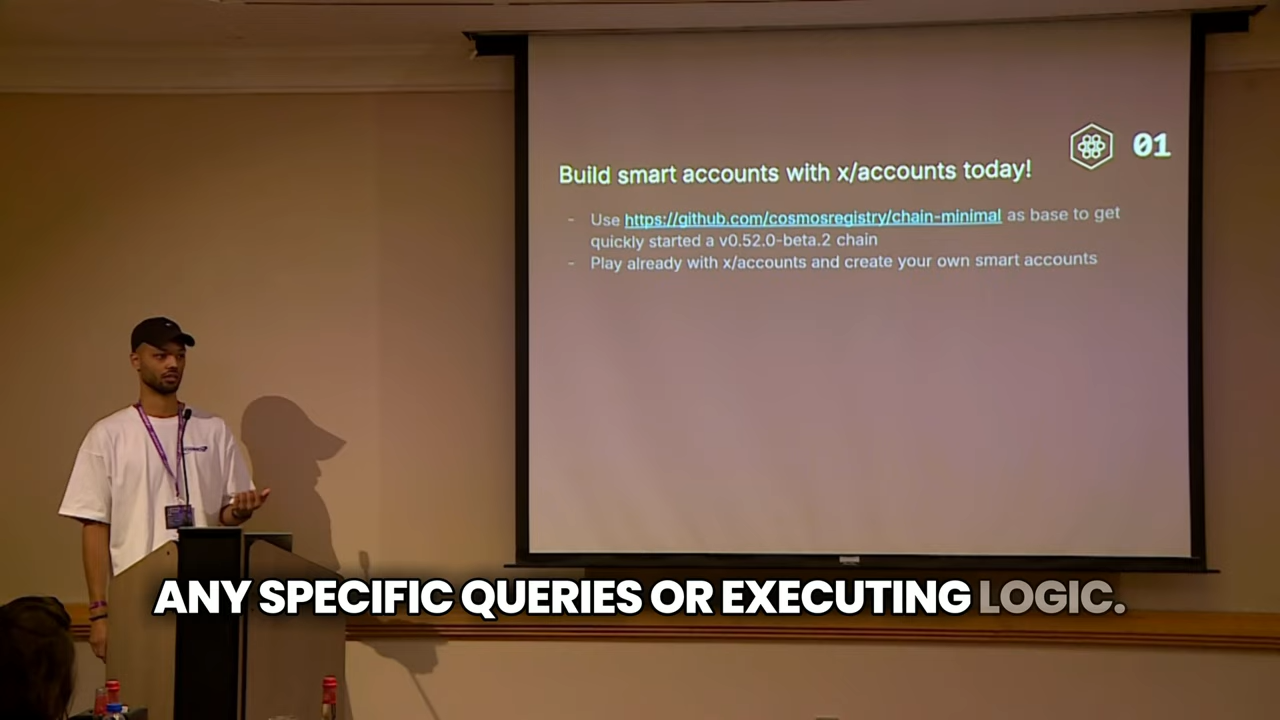 01
Build smart accounts with x/accounts today!
- Use https://github.com/cosmosregistry/chain-minimal as base to get
quickly started a v0.52.0-beta.2 chain
- Play already with x/accounts and create your own smart accounts
ANY SPECIFIC QUERIES OR EXECUTING LOGIC.